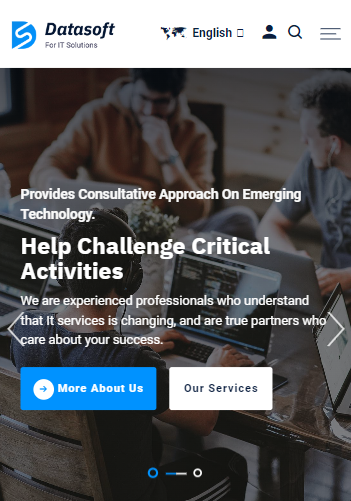 Datasoft
For IT Solutions
English
Provides Consultative Approach On Emerging
Technology.
Help Challenge Critical
Activities
We are experienced professionals who understand
that It services is changing, and are true partners who
care about your success.
More About Us
Our Services